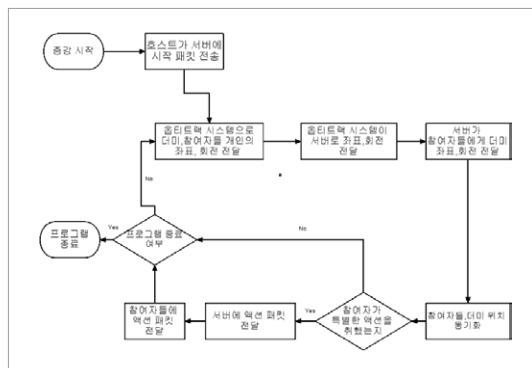 증강 시작
호스트가 서버에
시작 패킷 전송
옵티트랙 시스템으로
더미,참여자들 개인의
좌표, 회전 전달
옵티트랙 시스템이
서버로 좌표,회전
전달
서버가
참여자들에게 더미
좌표, 회전 전달
No
프로그램
종료
Yes
프로그램 종료
여부
No
참여자들에
액션 패킷
전달
서버에 액션 패킷
전달
Yes
참여자가
특별한 액션을
취했는지
참여자들,더미 위치
동기화